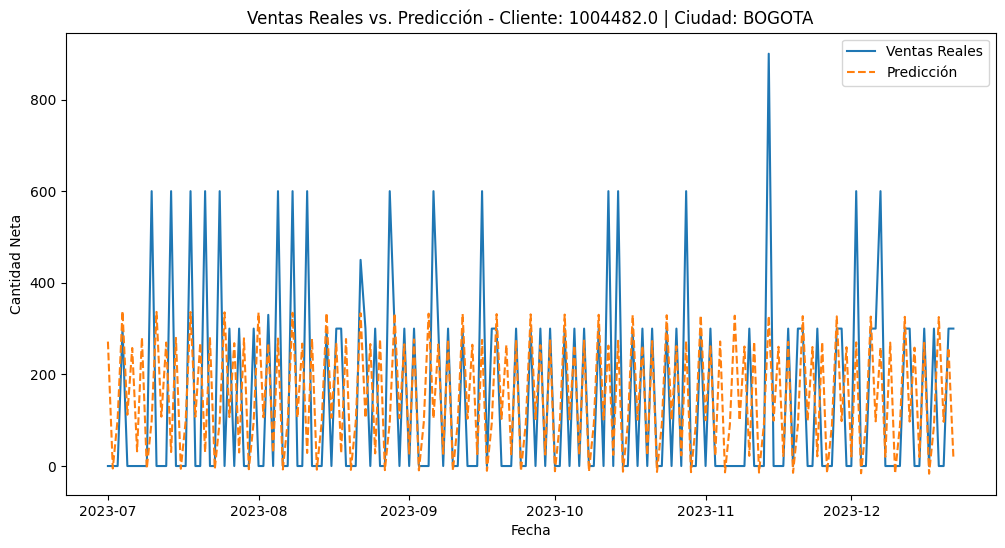 Ventas Reales vs. Predicción - Cliente: 1004482.0 | Ciudad: BOGOTA
Ventas Reales
Predicción
Cantidad Neta
800
600
400
200
0
2023-07 2023-08 2023-09 2023-10 2023-11 2023-12
Fecha